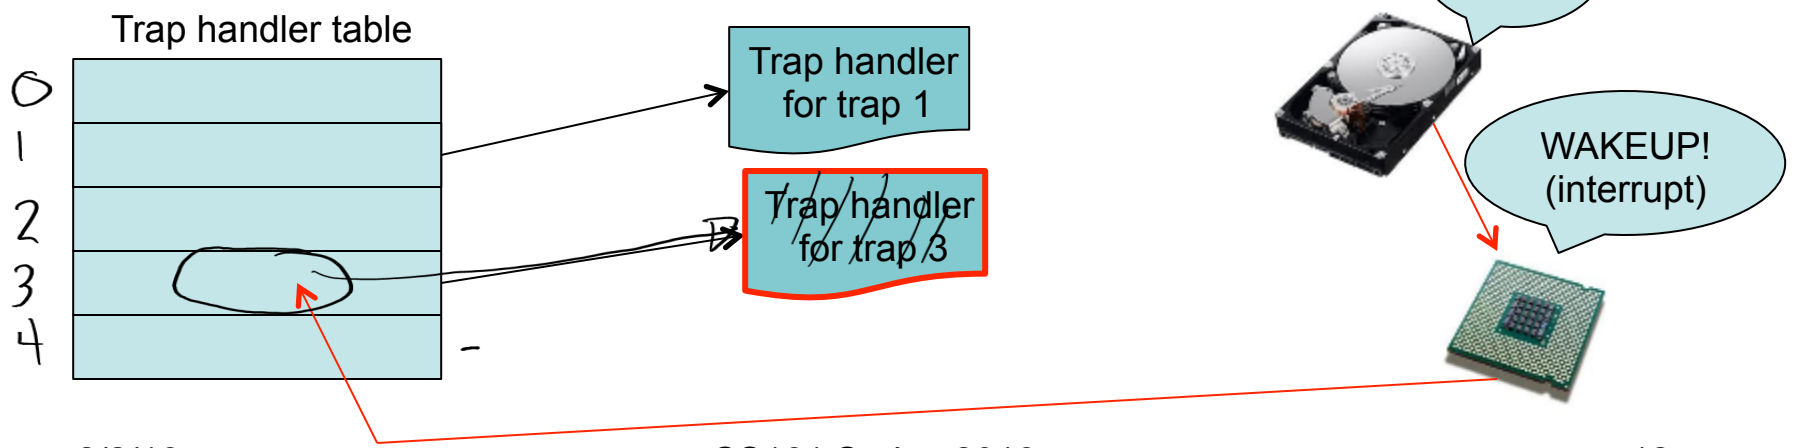 Trap handler table
0
1
2
3
4
-
Trap handler
for trap 1
Trap handler
for trap 3
WAKEUP!
(interrupt)